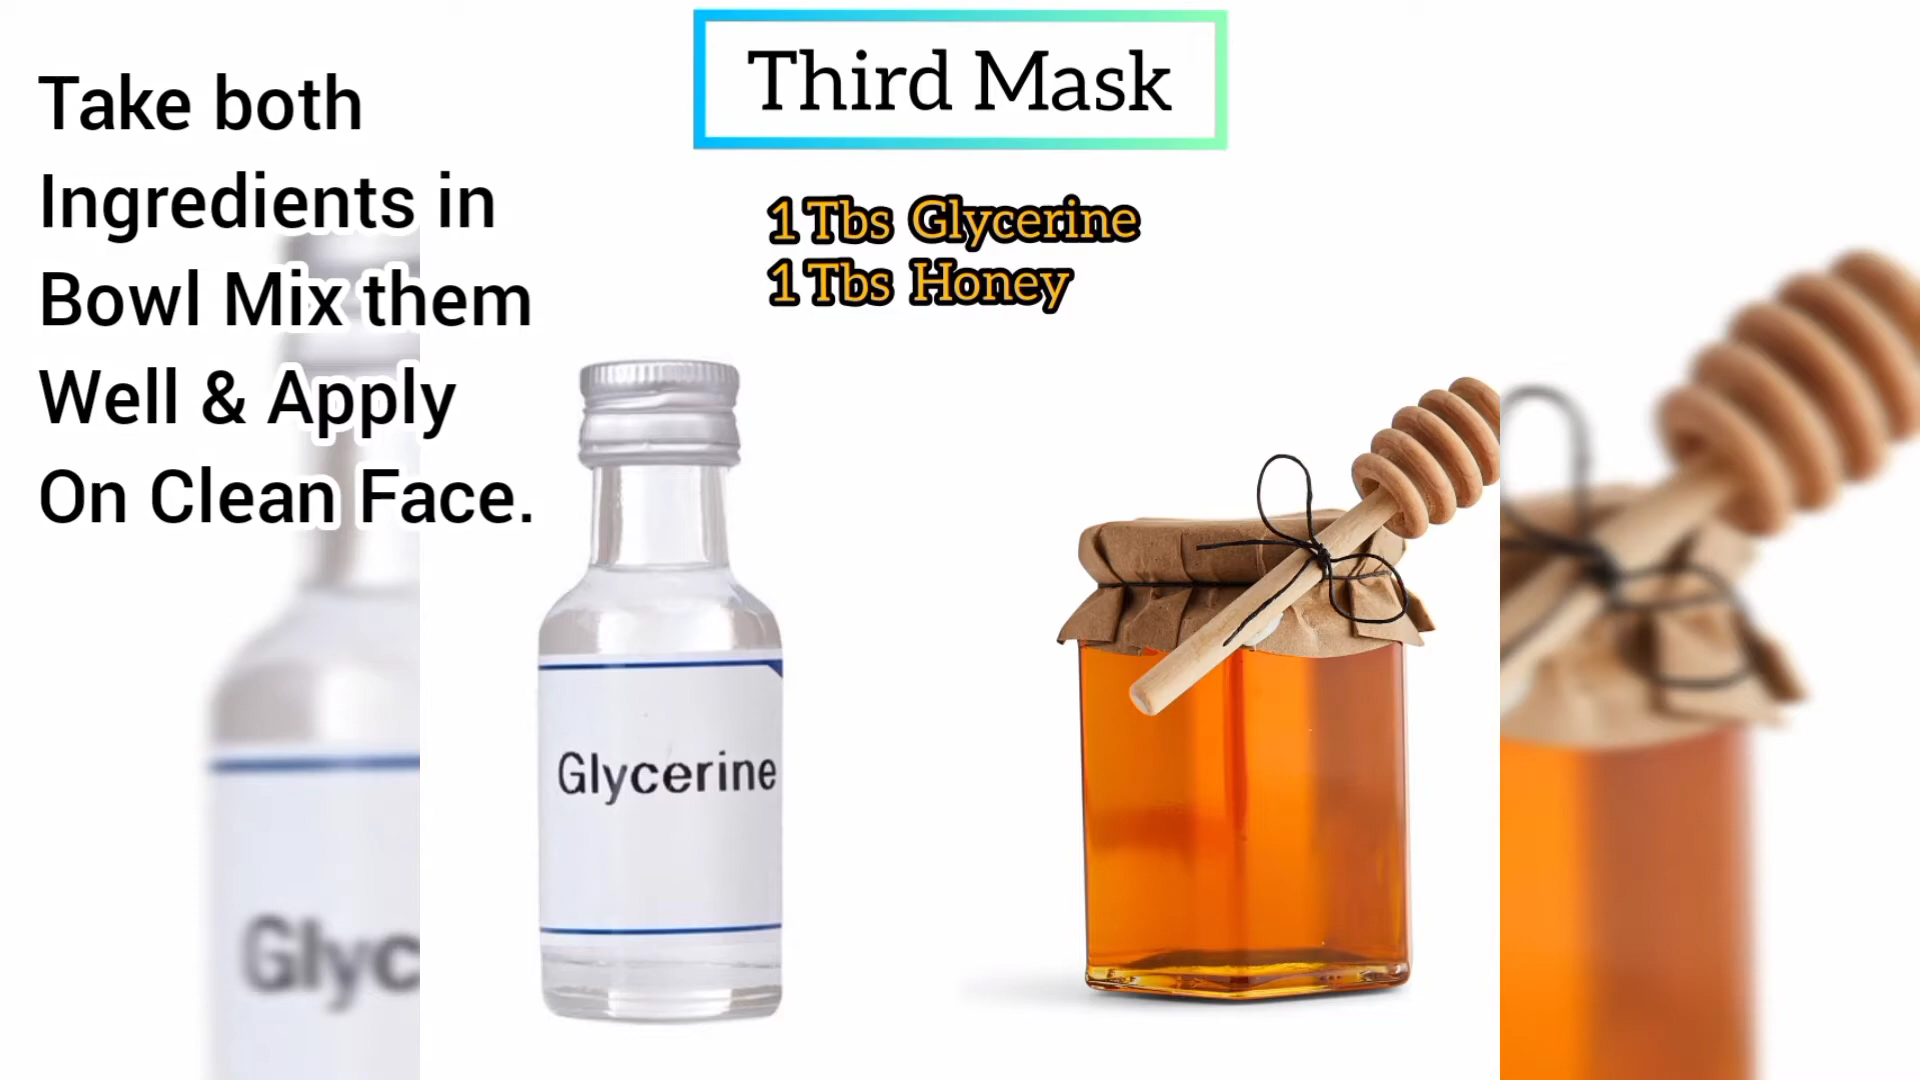 Third Mask
Take both
Ingredients in
Bowl Mix them
Well & Apply
On Clean Face.
1 Tbs Glycerine
1 Tbs Honey
Glycerine
Glyc